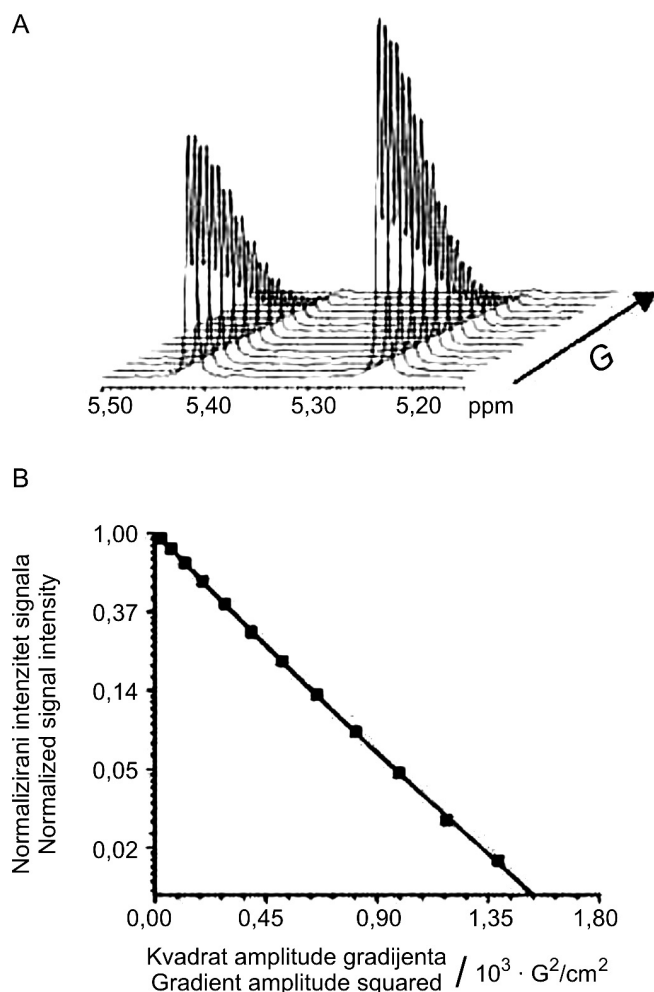 A
G
5,50 5,40 5,30 5,20 ppm
B
Normalizirani intenzitet signala
Normalized signal intensity
1,00
0,37
0,14
0,05
0,02
0,00 0,45 0,90 1,35 1,80
Kvadrat amplitude gradijenta
Gradient amplitude squared / 10³ · G²/cm²